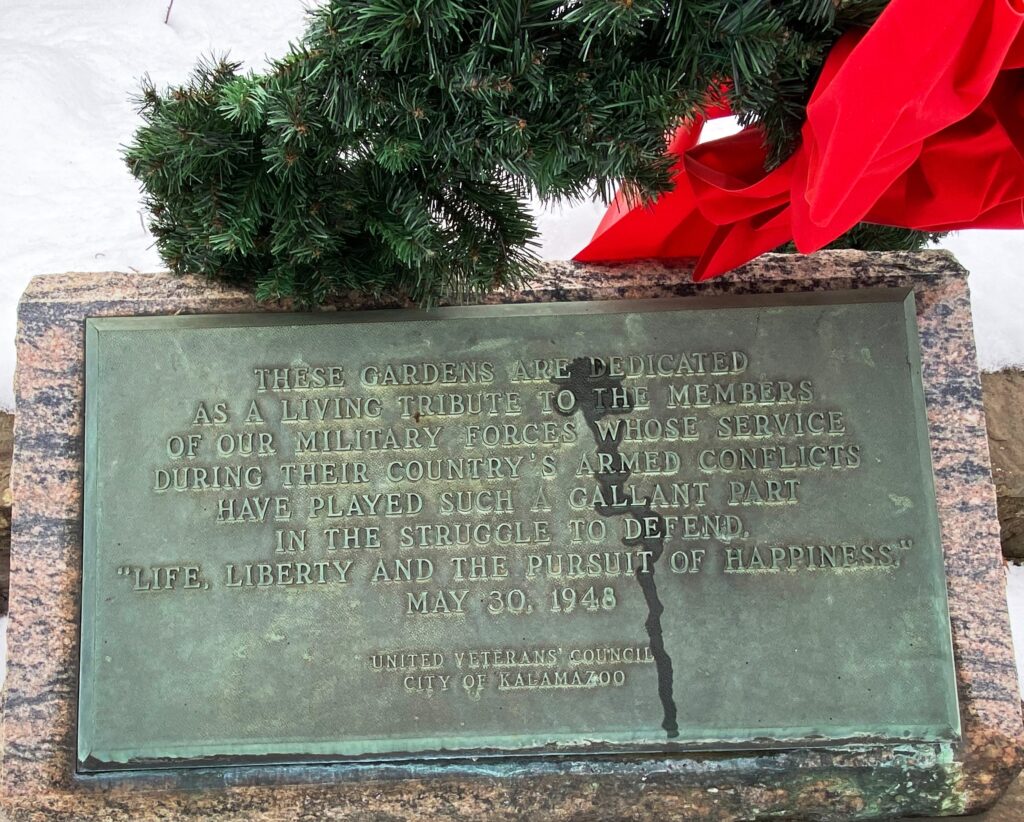 THESE GARDENS ARE DEDICATED
AS A LIVING TRIBUTE TO THE MEMBERS
OF OUR MILITARY FORCES WHOSE SERVICE
DURING THEIR COUNTRY'S ARMED CONFLICTS
HAVE PLAYED SUCH A GALLANT PART
IN THE STRUGGLE TO DEFEND,
"LIFE, LIBERTY AND THE PURSUIT OF HAPPINESS."
MAY 30, 1948
UNITED VETERANS' COUNCIL
CITY OF KALAMAZOO